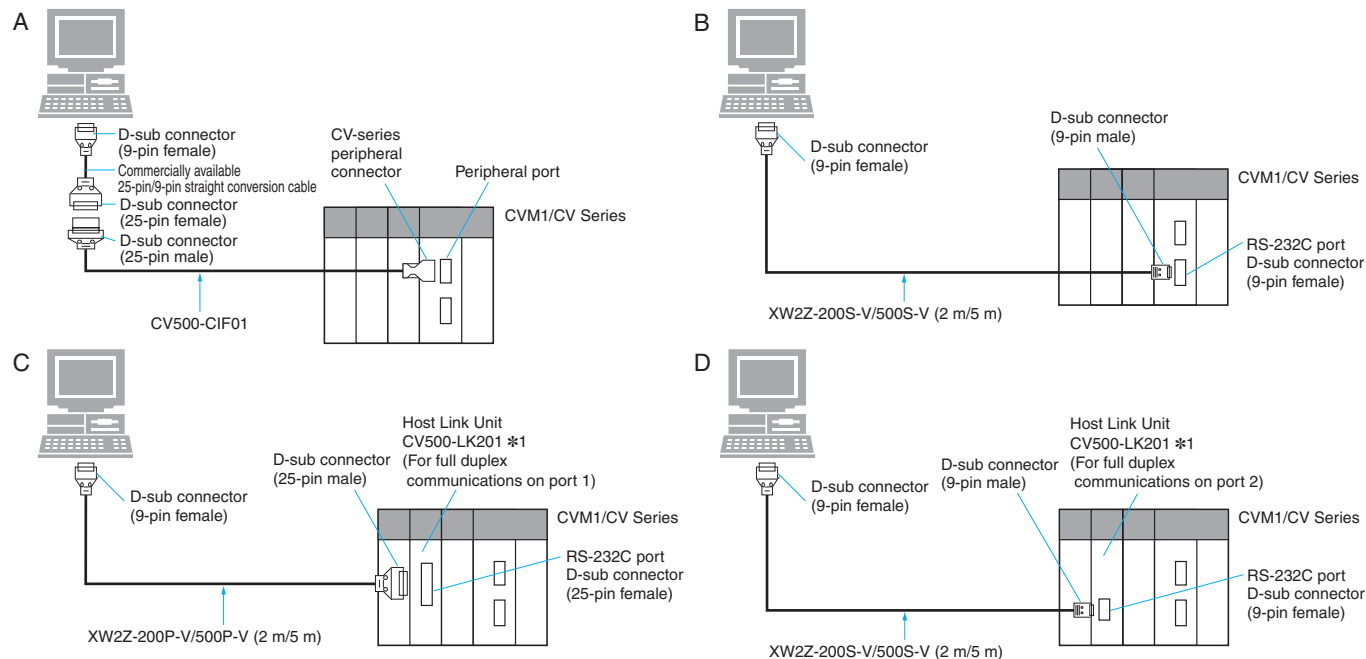 A
D-sub connector
(9-pin female)
Commercially available
25-pin/9-pin straight conversion cable
D-sub connector
(25-pin female)
D-sub connector
(25-pin male)
CV-series
peripheral
connector
Peripheral port
CVM1/CV Series
CV500-CIF01
B
D-sub connector
(9-pin female)
D-sub connector
(9-pin male)
CVM1/CV Series
RS-232C port
D-sub connector
(9-pin female)
XW2Z-200S-V/500S-V (2 m/5 m)
C
D-sub connector
(9-pin female)
D-sub connector
(25-pin male)
Host Link Unit
CV500-LK201 ✻1
(For full duplex
communications on port 1)
CVM1/CV Series
RS-232C port
D-sub connector
(25-pin female)
XW2Z-200P-V/500P-V (2 m/5 m)
D
D-sub connector
(9-pin female)
D-sub connector
(9-pin male)
Host Link Unit
CV500-LK201 ✻1
(For full duplex
communications on port 2)
CVM1/CV Series
RS-232C port
D-sub connector
(9-pin female)
XW2Z-200S-V/500S-V (2 m/5 m)